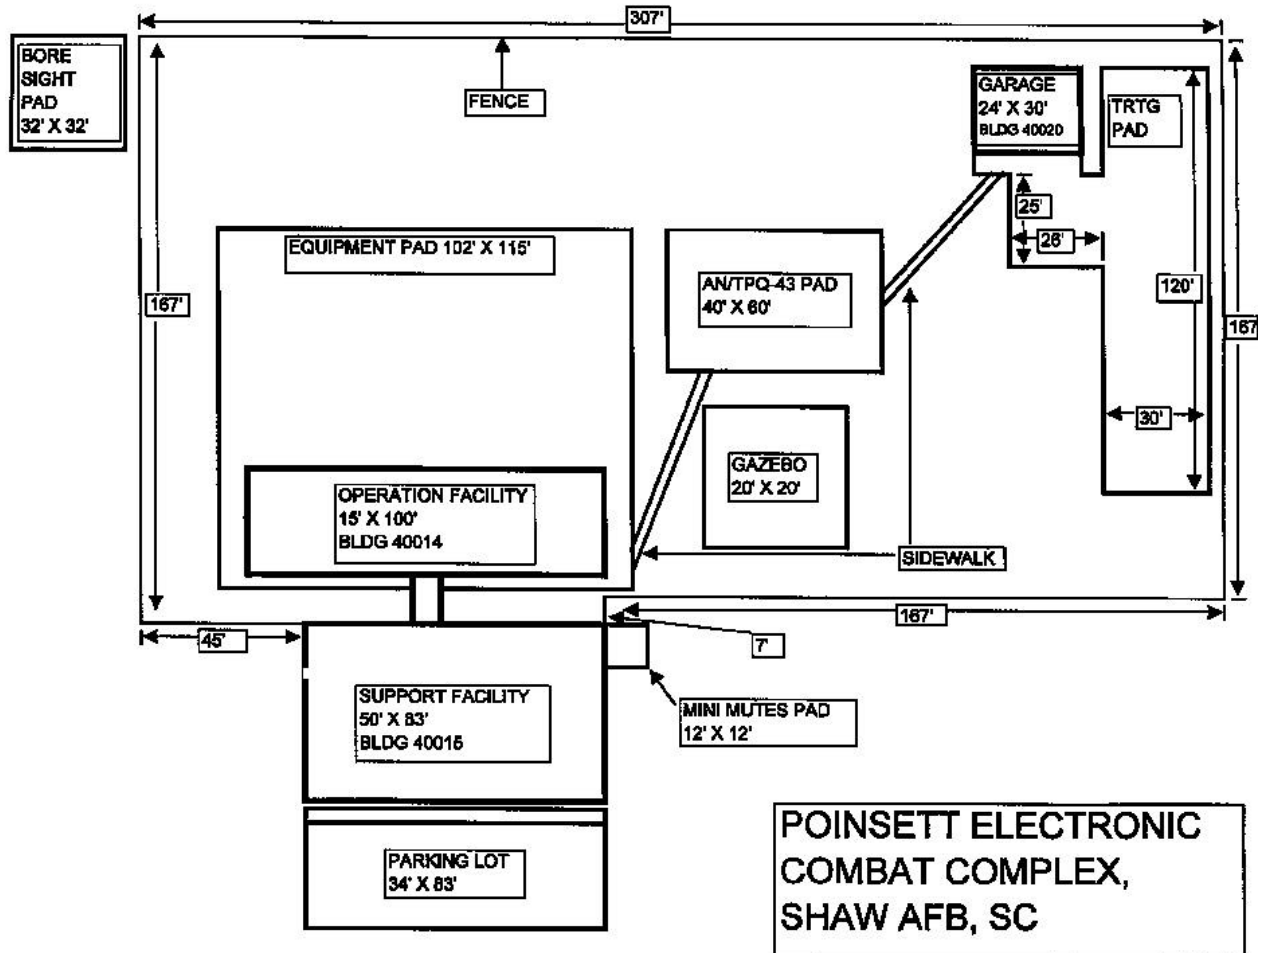 307'
BORE
SIGHT
PAD
32' X 32'
FENCE
GARAGE
24' X 30'
BLDG 40020
TRTG
PAD
25'
26'
EQUIPMENT PAD 102' X 115'
AN/TPQ-43 PAD
40' X 60'
167'
120'
167
30'
GAZEBO
20' X 20'
OPERATION FACILITY
15' X 100'
BLDG 40014
SIDEWALK
167'
45'
7'
SUPPORT FACILITY
50' X 83'
BLDG 40015
MINI MUTES PAD
12' X 12'
PARKING LOT
34' X 83'
POINSETT ELECTRONIC
COMBAT COMPLEX,
SHAW AFB, SC